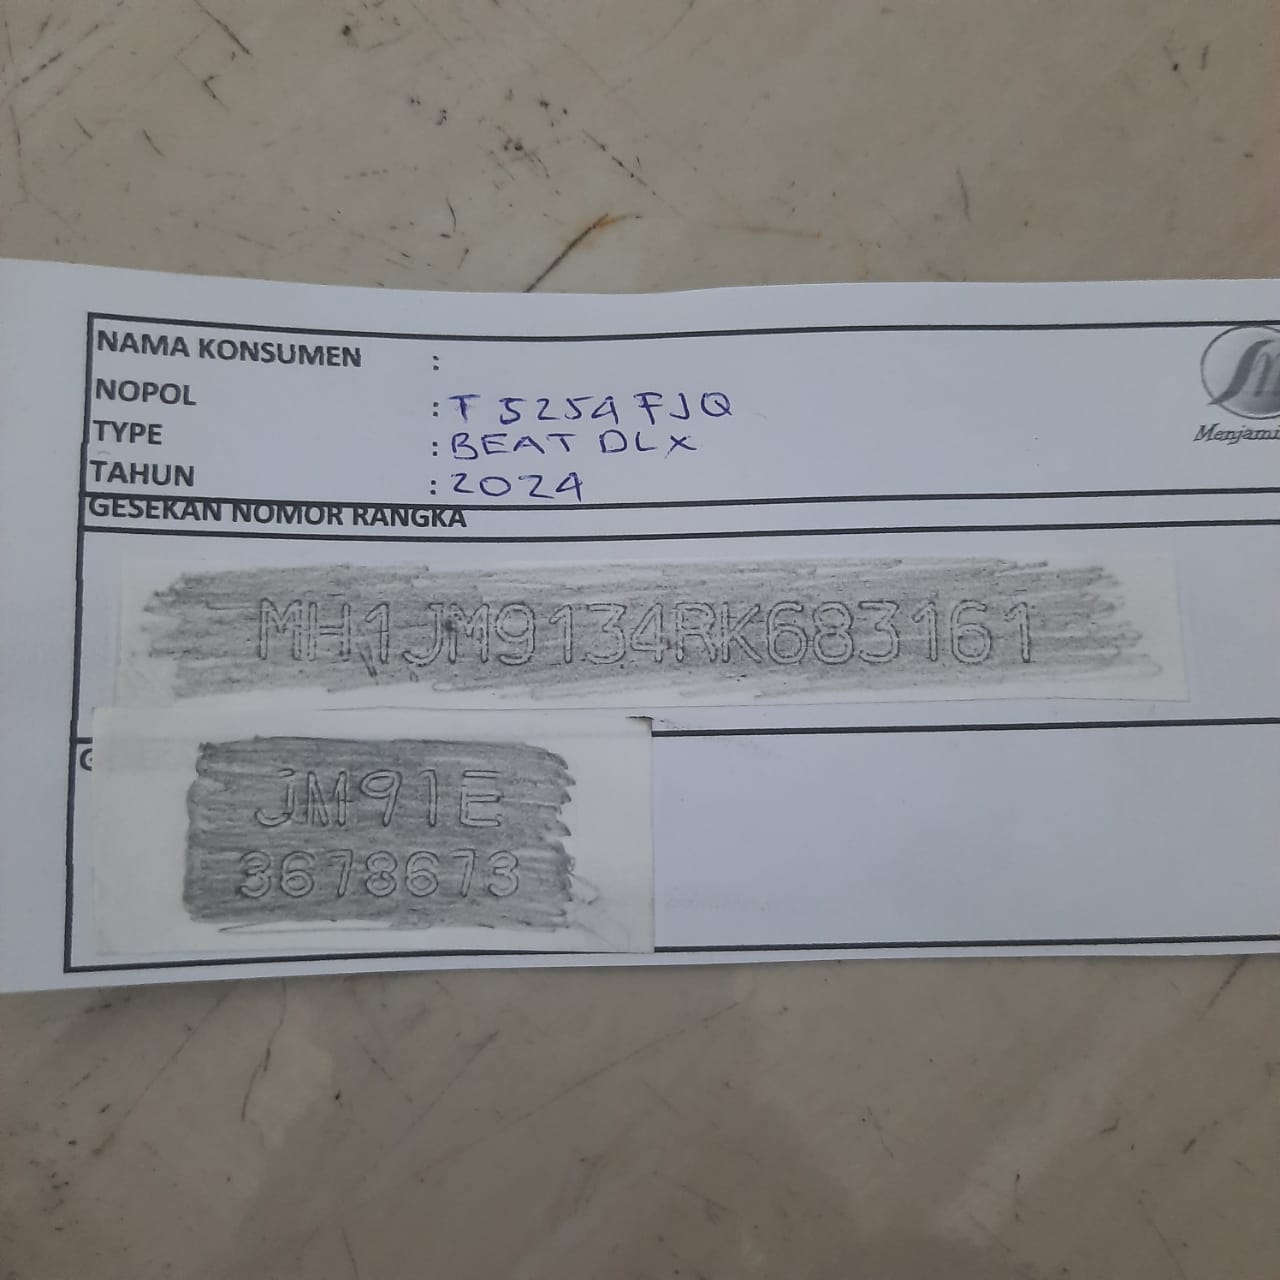 NAMA KONSUMEN :
NOPOL : T 5254 FJQ
TYPE : BEAT DLX
TAHUN : 2024
Menjami
GESEKAN NOMOR RANGKA
MH1JM9134RK683161
G
JM91E
3678673